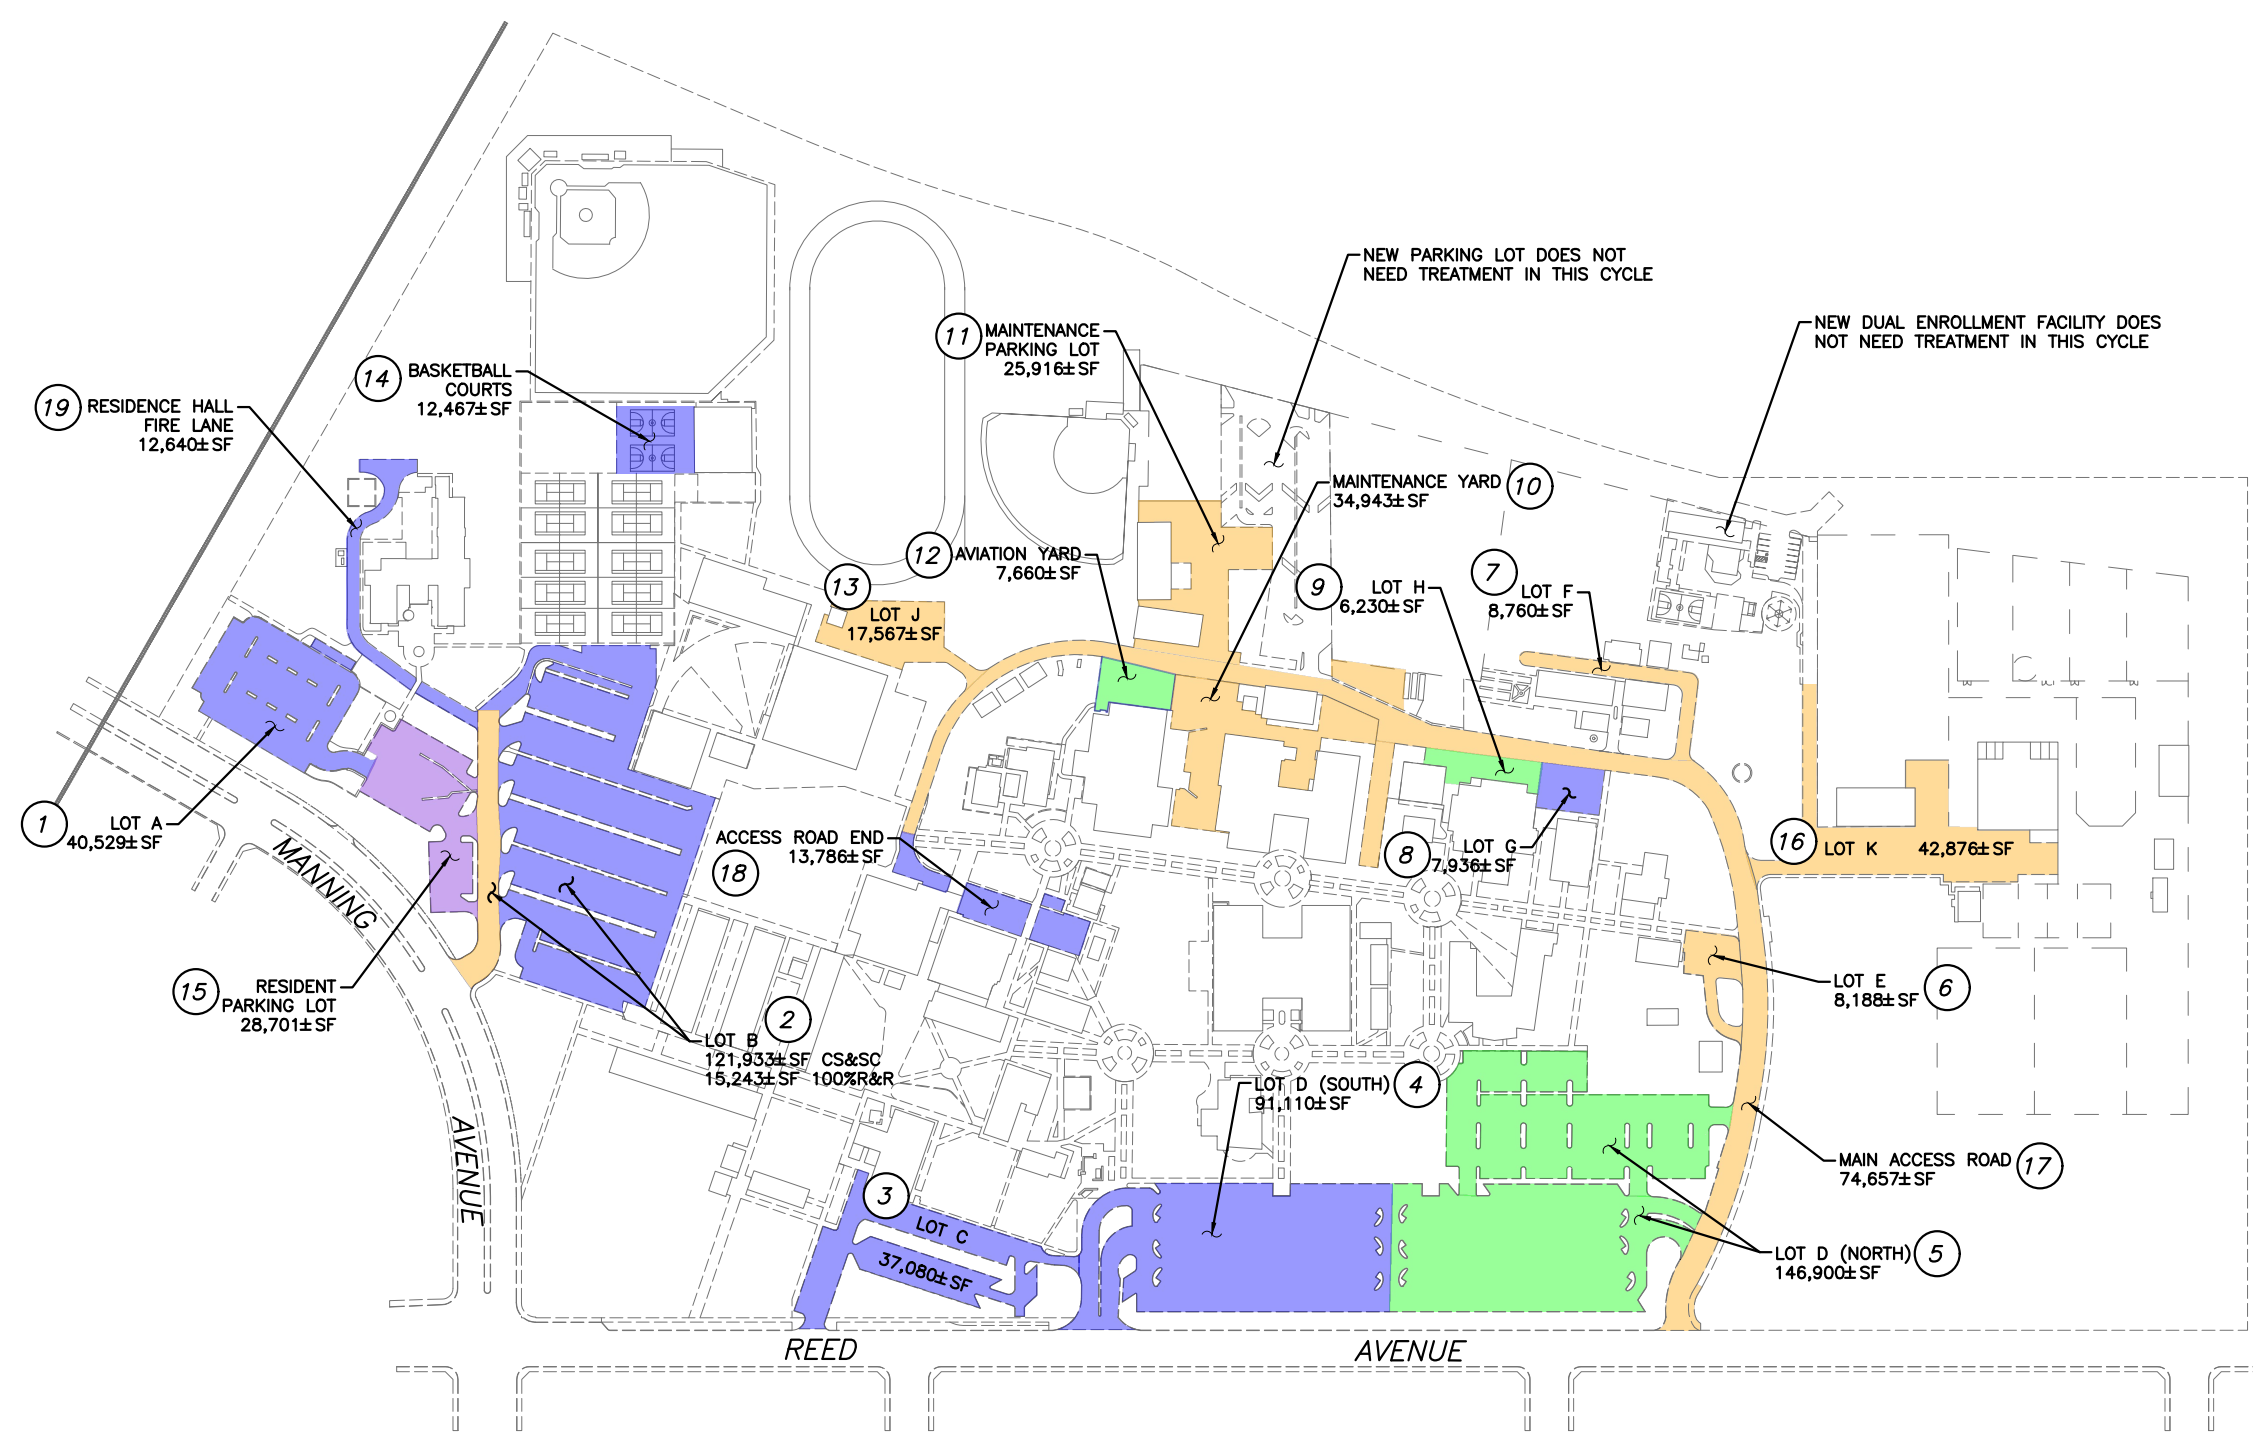 NEW PARKING LOT DOES NOT
NEED TREATMENT IN THIS CYCLE
NEW DUAL ENROLLMENT FACILITY DOES
NOT NEED TREATMENT IN THIS CYCLE
11
MAINTENANCE
PARKING LOT
25,916± SF
14
BASKETBALL
COURTS
12,467± SF
19
RESIDENCE HALL
FIRE LANE
12,640± SF
MAINTENANCE YARD
34,943± SF
10
12
AVIATION YARD
7,660± SF
13
LOT J
17,567± SF
9
LOT H
6,230± SF
7
LOT F
8,760± SF
1
LOT A
40,529± SF
MANNING
AVENUE
ACCESS ROAD END
13,786± SF
18
8
LOT G
7,936± SF
16
LOT K 42,876± SF
15
RESIDENT
PARKING LOT
28,701± SF
2
LOT B
121,933± SF CS&SC
15,243± SF 100%R&R
LOT E
8,188± SF
6
LOT D (SOUTH)
91,110± SF
4
MAIN ACCESS ROAD
74,657± SF
17
3
LOT C
37,080± SF
LOT D (NORTH)
146,900± SF
5
REED AVENUE